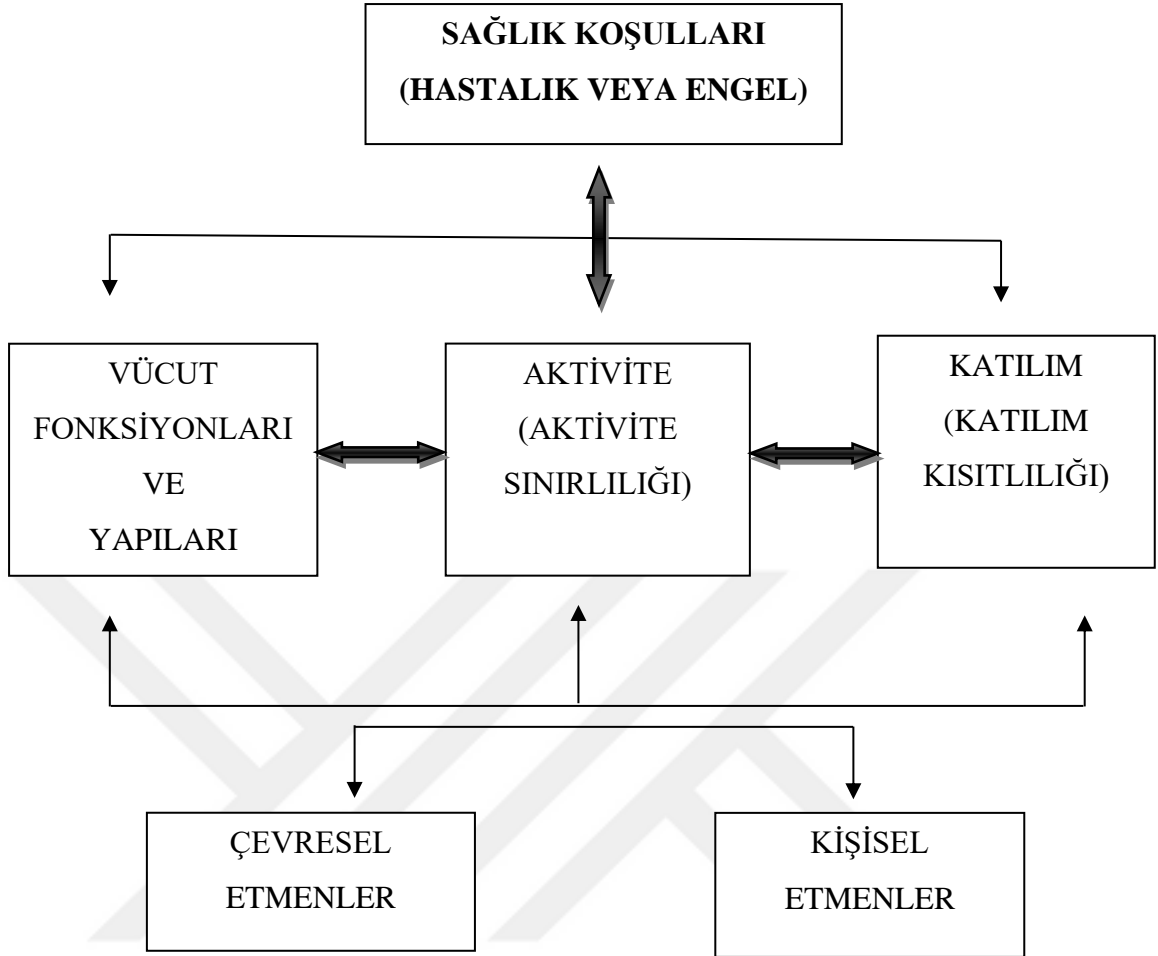 SAĞLIK KOŞULLARI
(HASTALIK VEYA ENGEL)
VÜCUT
FONKSİYONLARI
VE
YAPILARI
AKTİVİTE
(AKTİVİTE
SINIRLILIĞI)
KATILIM
(KATILIM
KISITLILIĞI)
ÇEVRESEL
ETMENLER
KİŞİSEL
ETMENLER